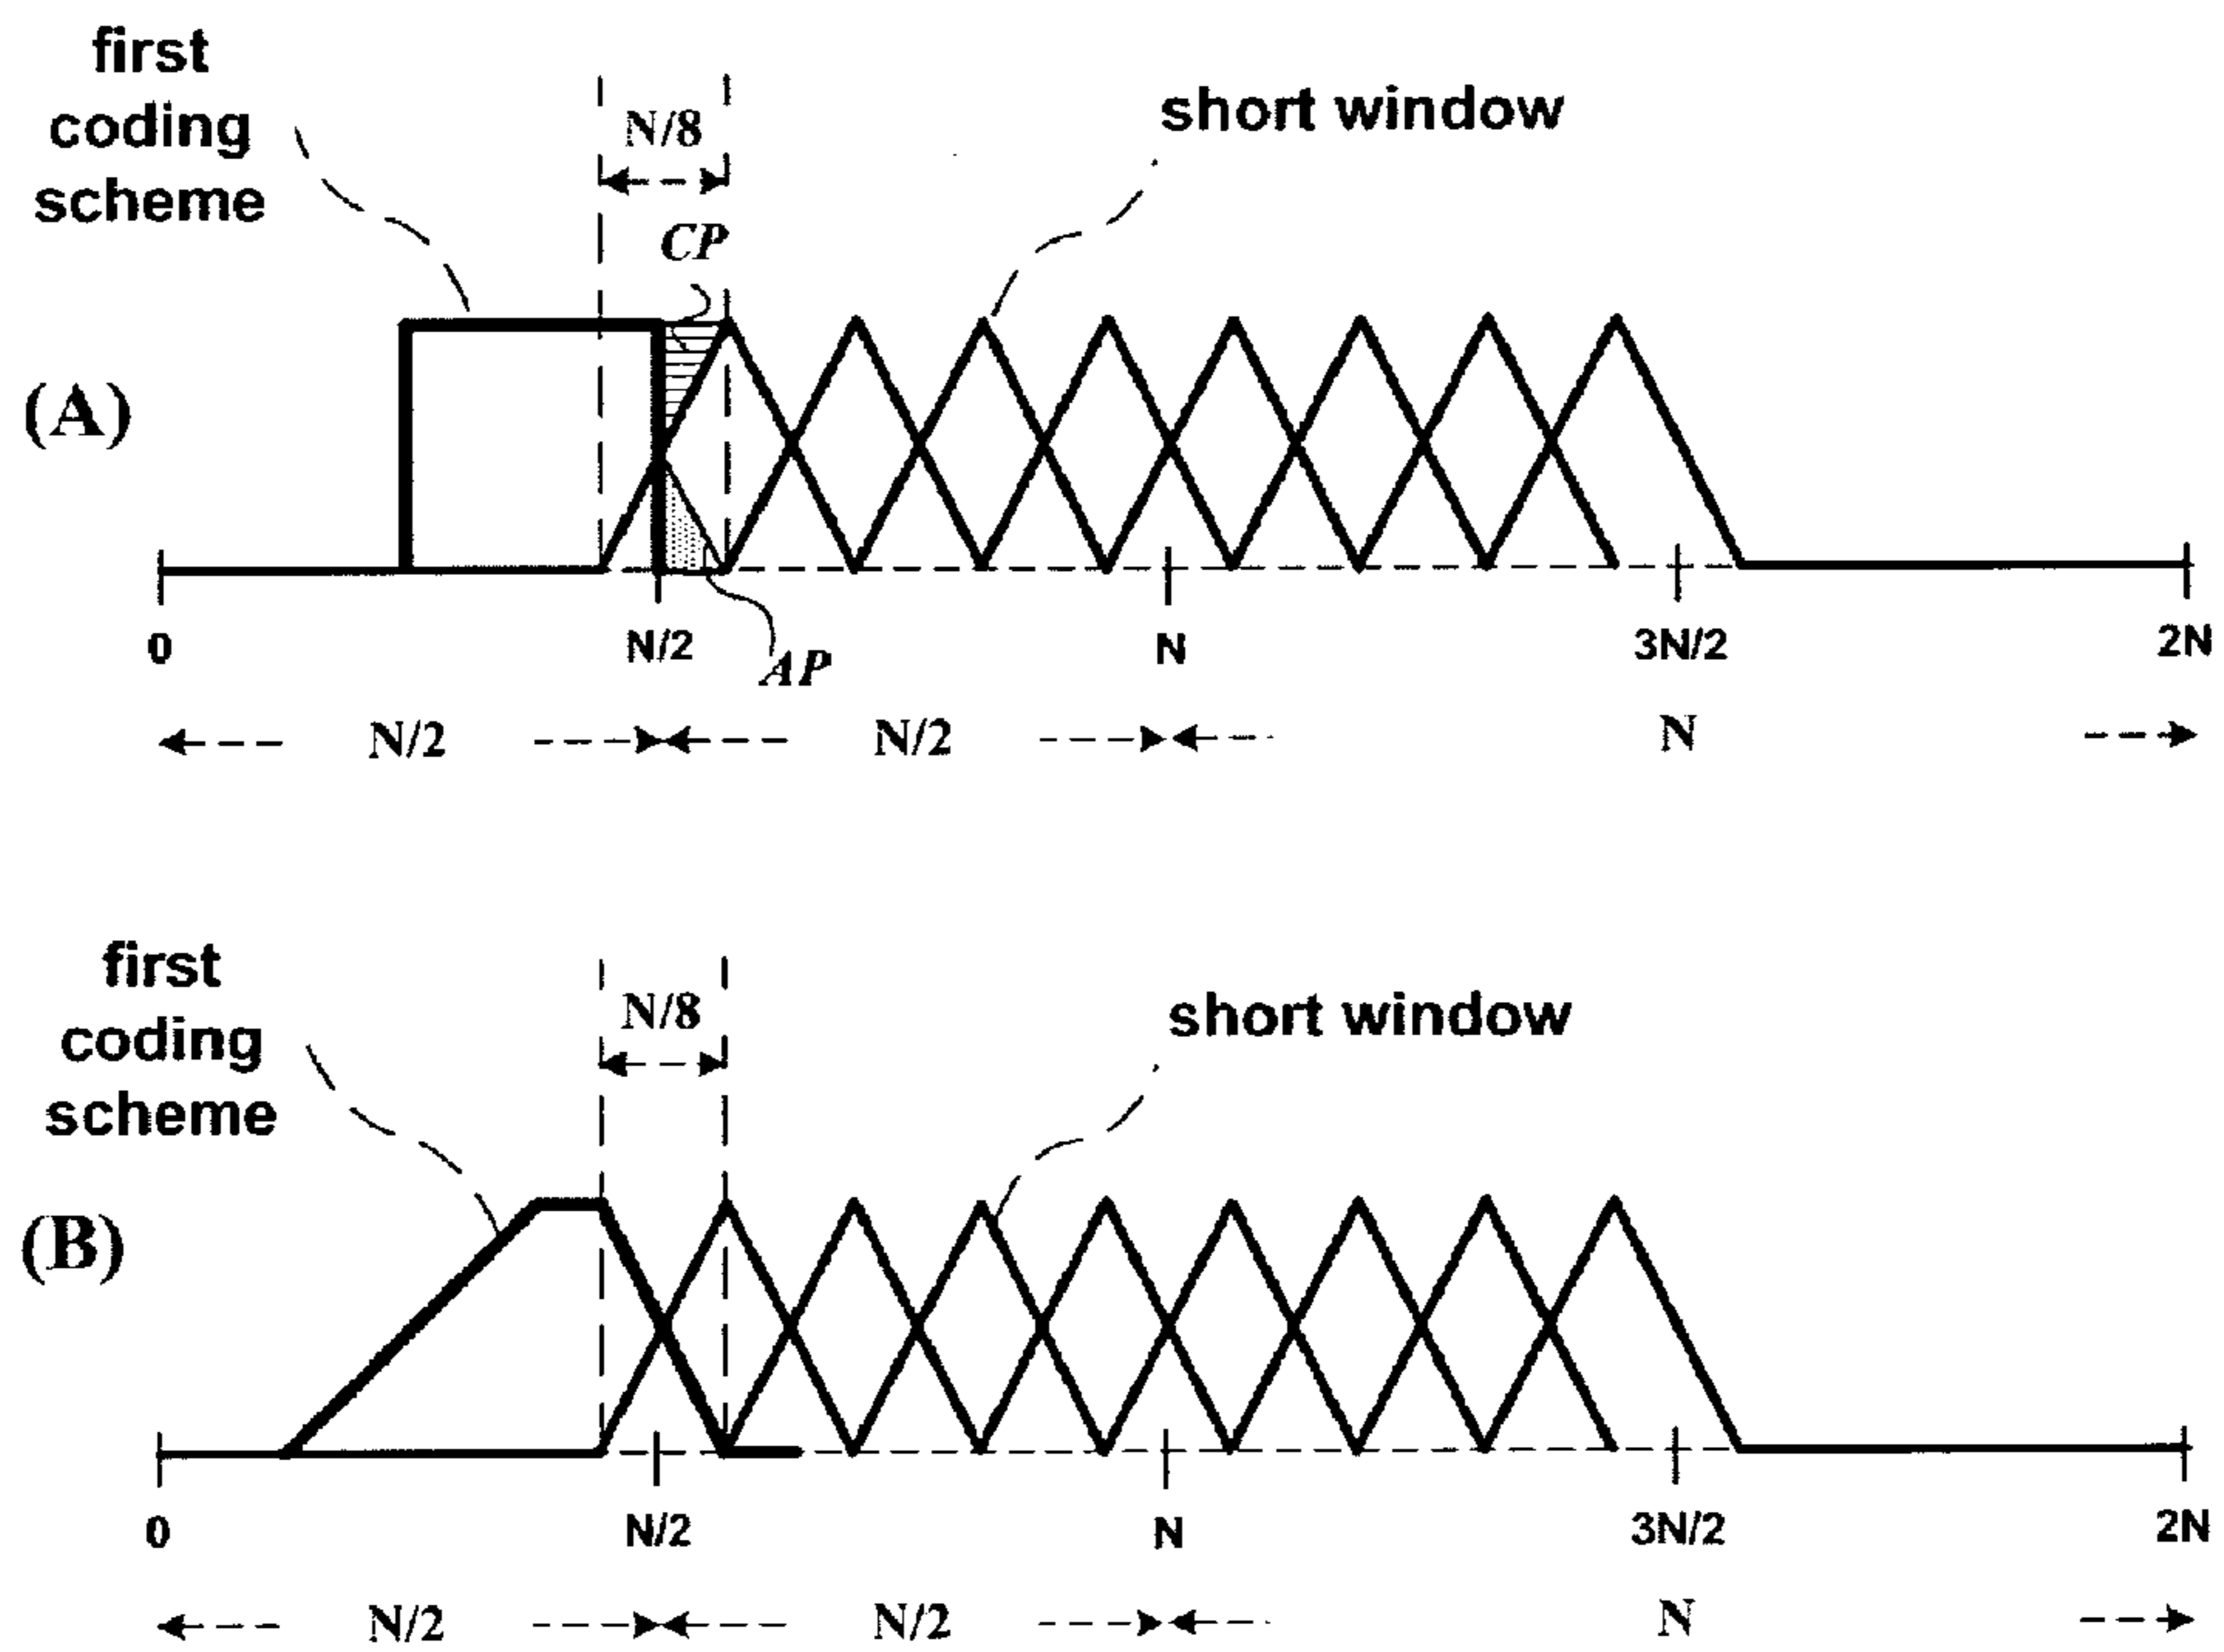 first
coding
scheme
N/8
short window
CP
(A)
0
N/2
N
3N/2
2N
AP
N/2
N/2
N
first
coding
scheme
N/8
short window
(B)
0
N/2
N
3N/2
2N
N/2
N/2
N